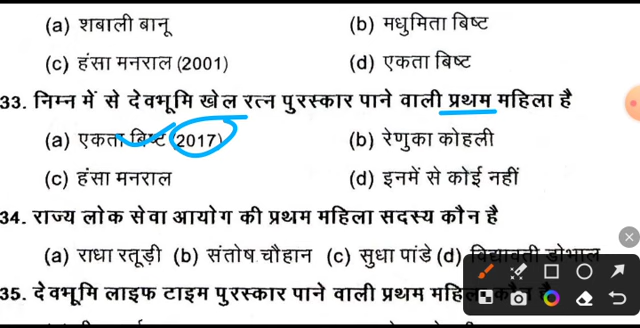 (a) शबाली बानू (b) मधुमिता बिष्ट
(c) हंसा मनराल (2001) (d) एकता बिष्ट
33. निम्न में से देवभूमि खेल रत्न पुरस्कार पाने वाली प्रथम महिला है
(a) एकता बिष्ट (2017) (b) रेणुका कोहली
(c) हंसा मनराल (d) इनमें से कोई नहीं
34. राज्य लोक सेवा आयोग की प्रथम महिला सदस्य कौन है
(a) राधा रतूड़ी (b) संतोष चौहान (c) सुधा पांडे (d) विद्यावती डोभाल
35. देवभूमि लाइफ टाइम पुरस्कार पाने वाली प्रथम महिला कौन है